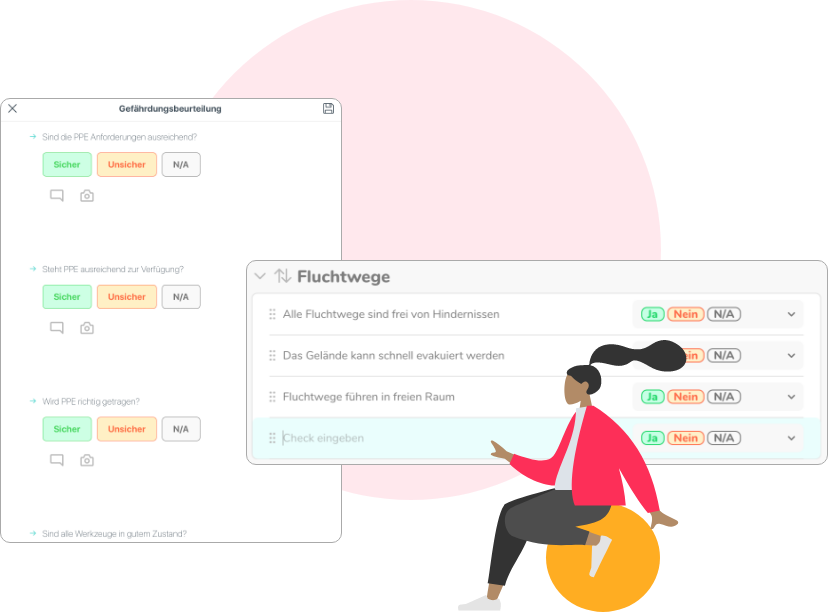 Gefährdungsbeurteilung
Sind die PPE Anforderungen ausreichend?
Sicher Unsicher N/A
Steht PPE ausreichend zur Verfügung?
Sicher Unsicher N/A
Wird PPE richtig getragen?
Sicher Unsicher N/A
Sind alle Werkzeuge in gutem Zustand?
Fluchtwege
Alle Fluchtwege sind frei von Hindernissen Ja Nein N/A
Das Gelände kann schnell evakuiert werden N/A
Fluchtwege führen in freien Raum Ja Nein N/A
Check eingeben Ja Nein N/A